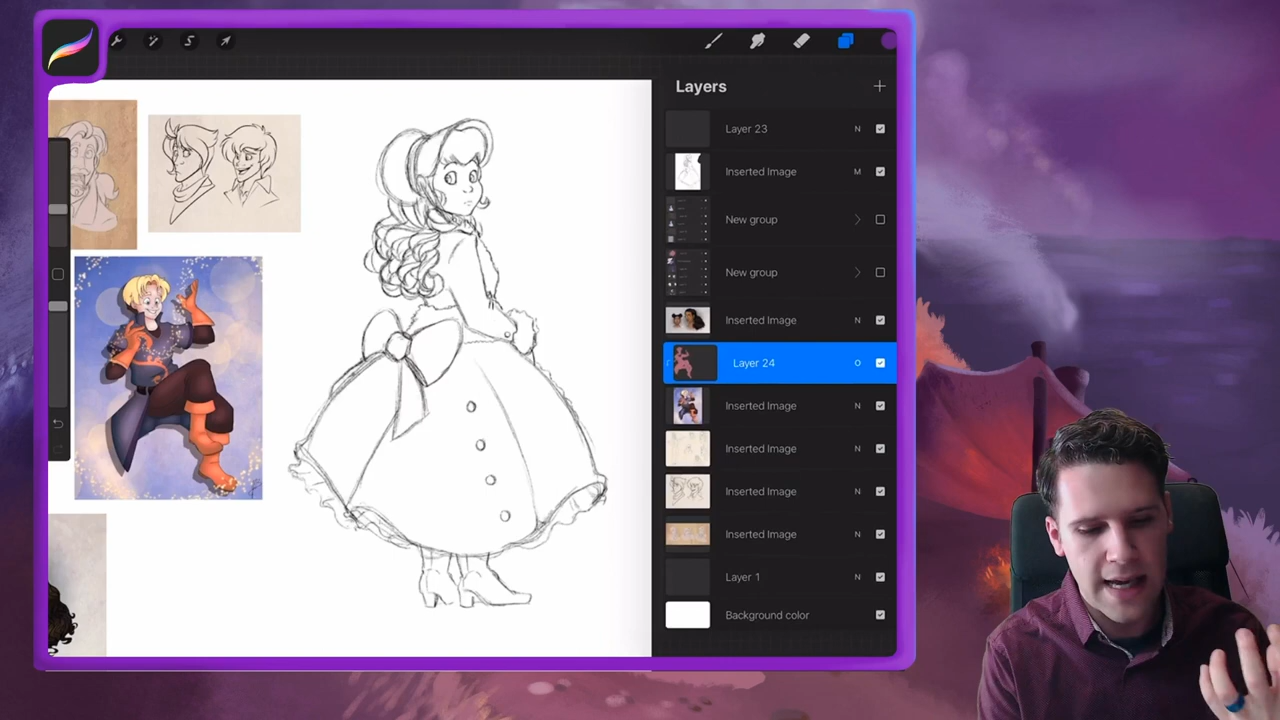 Layers
Layer 23 N
Inserted Image M
New group
New group
Inserted Image N
Layer 24 O
Inserted Image N
Inserted Image N
Inserted Image N
Inserted Image N
Layer 1 N
Background color